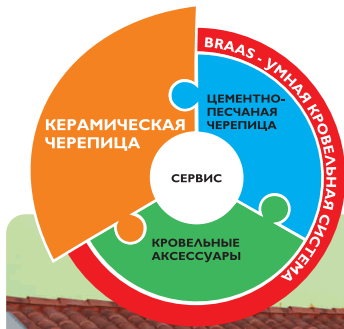 BRAAS - УМНАЯ КРОВЕЛЬНАЯ СИСТЕМА
КЕРАМИЧЕСКАЯ
ЧЕРЕПИЦА
ЦЕМЕНТНО-
ПЕСЧАНАЯ
ЧЕРЕПИЦА
СЕРВИС
КРОВЕЛЬНЫЕ
АКСЕССУАРЫ